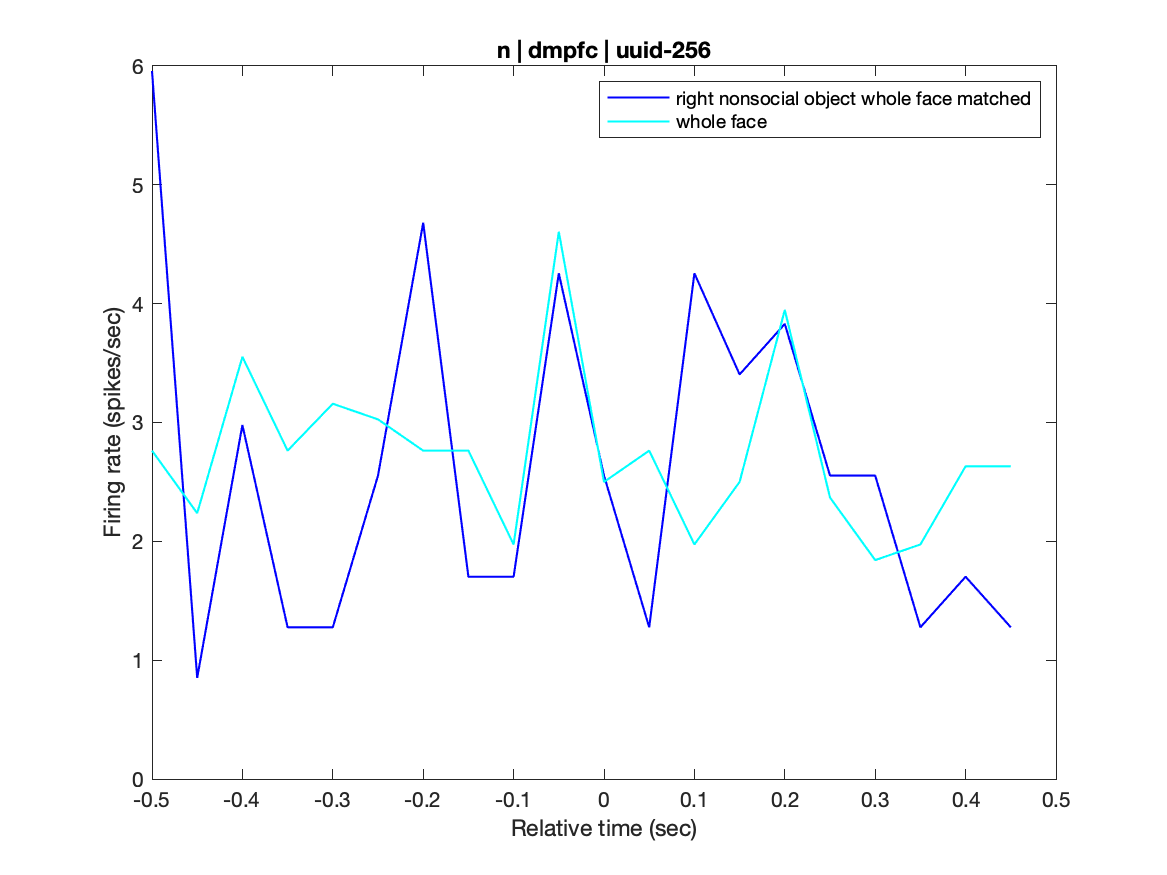 n | dmpfc | uuid-256
right nonsocial object whole face matched
whole face
Firing rate (spikes/sec)
6
5
4
3
2
1
0
-0.5 -0.4 -0.3 -0.2 -0.1 0 0.1 0.2 0.3 0.4 0.5
Relative time (sec)